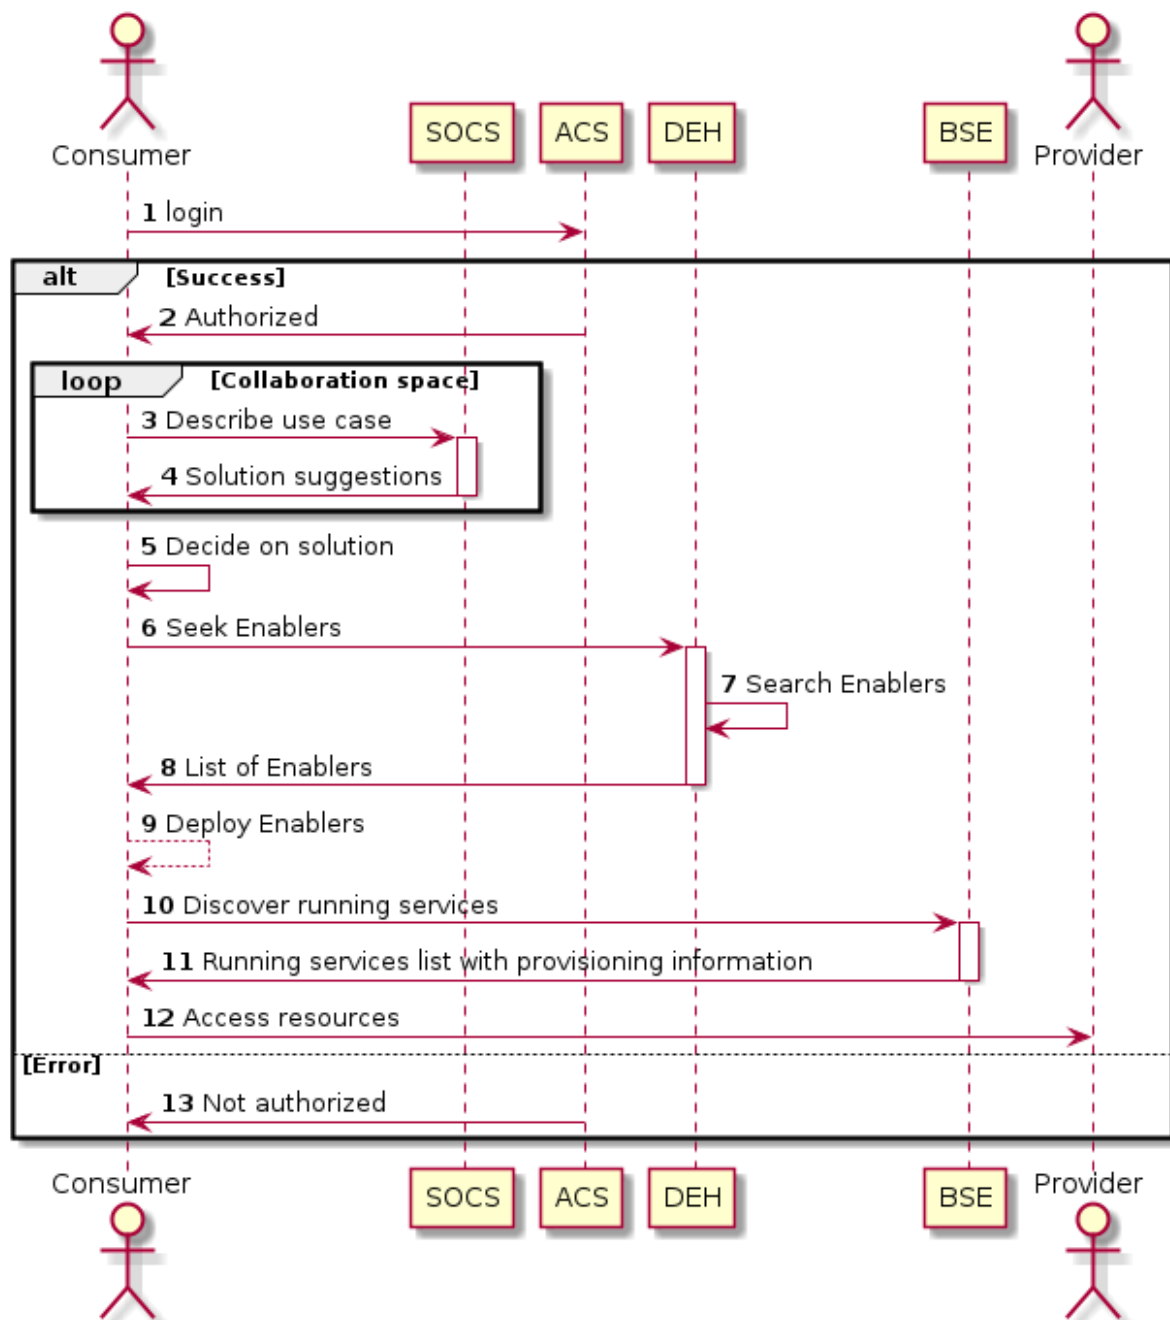 Consumer
SOCS
ACS
DEH
BSE
Provider
1 login
alt
[Success]
2 Authorized
loop
[Collaboration space]
3 Describe use case
4 Solution suggestions
5 Decide on solution
6 Seek Enablers
7 Search Enablers
8 List of Enablers
9 Deploy Enablers
10 Discover running services
11 Running services list with provisioning information
12 Access resources
[Error]
13 Not authorized
Consumer
SOCS
ACS
DEH
BSE
Provider